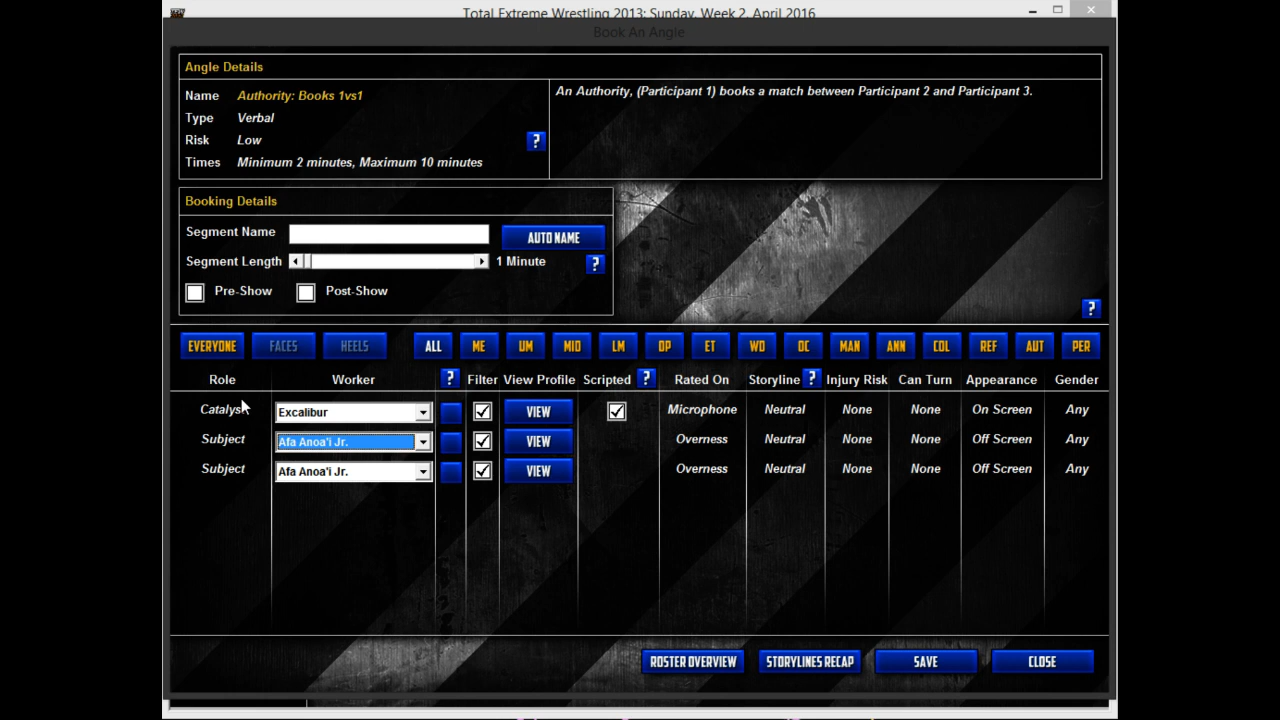 Total Extreme Wrestling 2013: Sunday, Week 2, April 2016
Book An Angle
Angle Details
Name Authority: Books 1vs1
Type Verbal
Risk Low
?
Times Minimum 2 minutes, Maximum 10 minutes
An Authority, (Participant 1) books a match between Participant 2 and Participant 3.
Booking Details
Segment Name AUTO NAME
Segment Length 1 Minute ?
Pre-Show Post-Show
?
EVERYONE FACES HEELS ALL ME UM MID LM OP ET WO OC MAN ANN COL REF AUT PER
Role Worker ? Filter View Profile Scripted ? Rated On Storyline ? Injury Risk Can Turn Appearance Gender
Catalyst Excalibur VIEW Microphone Neutral None None On Screen Any
Subject Afa Anoa'i Jr. VIEW Overness Neutral None None Off Screen Any
Subject Afa Anoa'i Jr. VIEW Overness Neutral None None Off Screen Any
ROSTER OVERVIEW STORYLINES RECAP SAVE CLOSE